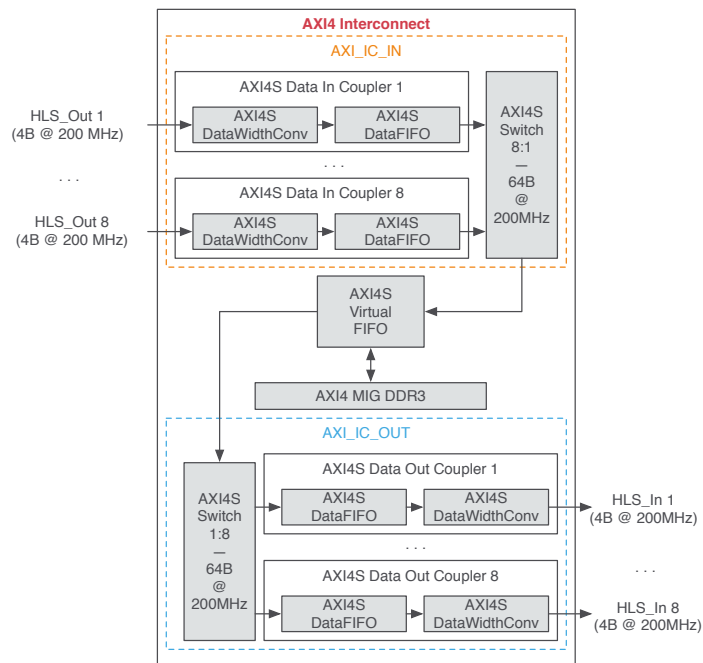 AXI4 Interconnect
AXI_IC_IN
AXI4S Data In Coupler 1
HLS_Out 1
(4B @ 200 MHz)
AXI4S
DataWidthConv
AXI4S
DataFIFO
. . .
. . .
AXI4S Data In Coupler 8
HLS_Out 8
(4B @ 200 MHz)
AXI4S
DataWidthConv
AXI4S
DataFIFO
AXI4S
Switch
8:1
—
64B
@
200MHz
AXI4S
Virtual
FIFO
AXI4 MIG DDR3
AXI_IC_OUT
AXI4S
Switch
1:8
—
64B
@
200MHz
AXI4S Data Out Coupler 1
AXI4S
DataFIFO
AXI4S
DataWidthConv
HLS_In 1
(4B @ 200MHz)
. . .
. . .
AXI4S Data Out Coupler 8
AXI4S
DataFIFO
AXI4S
DataWidthConv
HLS_In 8
(4B @ 200MHz)